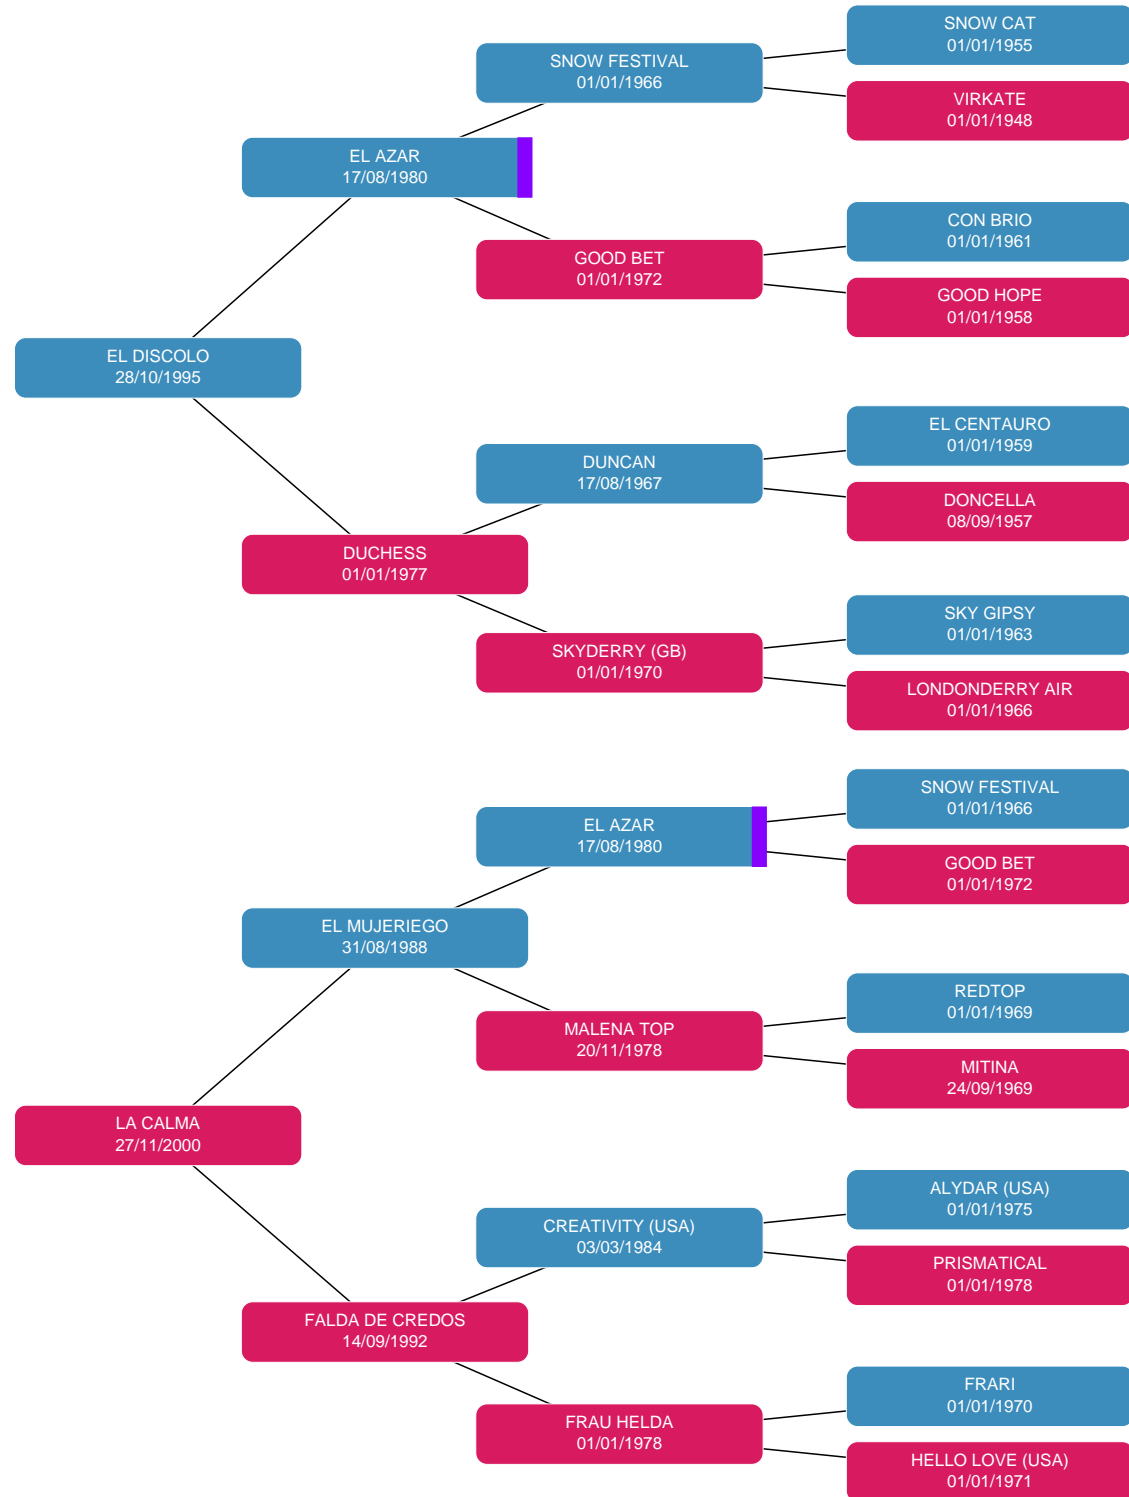 SNOW CAT
01/01/1955
SNOW FESTIVAL
01/01/1966
VIRKATE
01/01/1948
EL AZAR
17/08/1980
CON BRIO
01/01/1961
GOOD BET
01/01/1972
GOOD HOPE
01/01/1958
EL DISCOLO
28/10/1995
EL CENTAURO
01/01/1959
DUNCAN
17/08/1967
DONCELLA
08/09/1957
DUCHESS
01/01/1977
SKY GIPSY
01/01/1963
SKYDERRY (GB)
01/01/1970
LONDONDERRY AIR
01/01/1966
SNOW FESTIVAL
01/01/1966
EL AZAR
17/08/1980
GOOD BET
01/01/1972
EL MUJERIEGO
31/08/1988
REDTOP
01/01/1969
MALENA TOP
20/11/1978
MITINA
24/09/1969
LA CALMA
27/11/2000
ALYDAR (USA)
01/01/1975
CREATIVITY (USA)
03/03/1984
PRISMATICAL
01/01/1978
FALDA DE CREDOS
14/09/1992
FRARI
01/01/1970
FRAU HELDA
01/01/1978
HELLO LOVE (USA)
01/01/1971